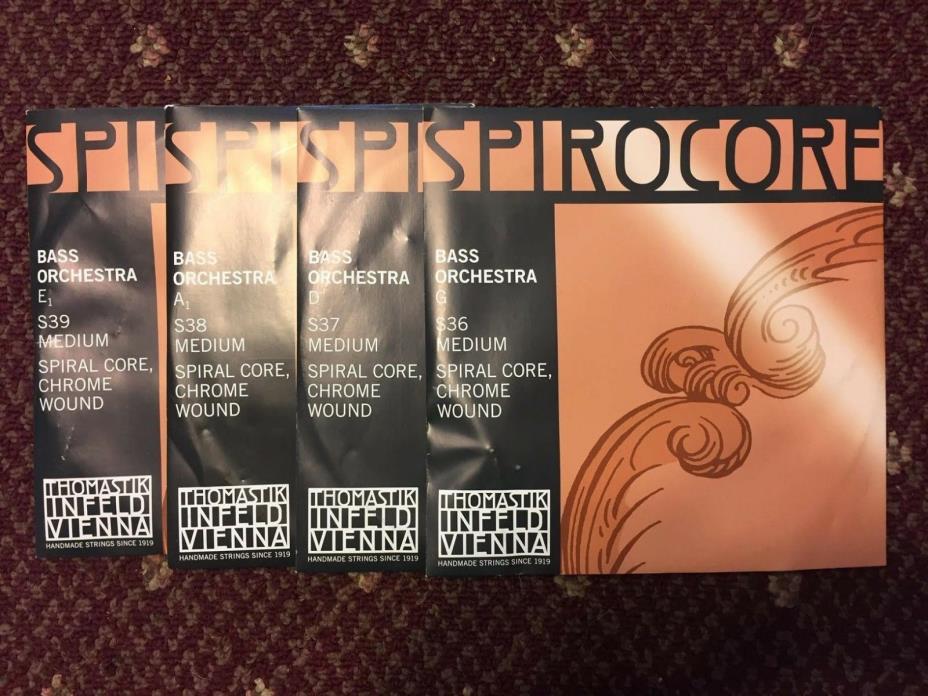 SPI
BASS
ORCHESTRA
E1
S39
MEDIUM
SPIRAL CORE,
CHROME
WOUND
THOMASTIK
INFELD
VIENNA
HANDMADE STRINGS SINCE 1919
SPI
BASS
ORCHESTRA
A1
S38
MEDIUM
SPIRAL CORE,
CHROME
WOUND
THOMASTIK
INFELD
VIENNA
HANDMADE STRINGS SINCE 1919
SPI
BASS
ORCHESTRA
D
S37
MEDIUM
SPIRAL CORE,
CHROME
WOUND
THOMASTIK
INFELD
VIENNA
HANDMADE STRINGS SINCE 1919
SPIROCORE
BASS
ORCHESTRA
G
S36
MEDIUM
SPIRAL CORE,
CHROME
WOUND
THOMASTIK
INFELD
VIENNA
HANDMADE STRINGS SINCE 1919